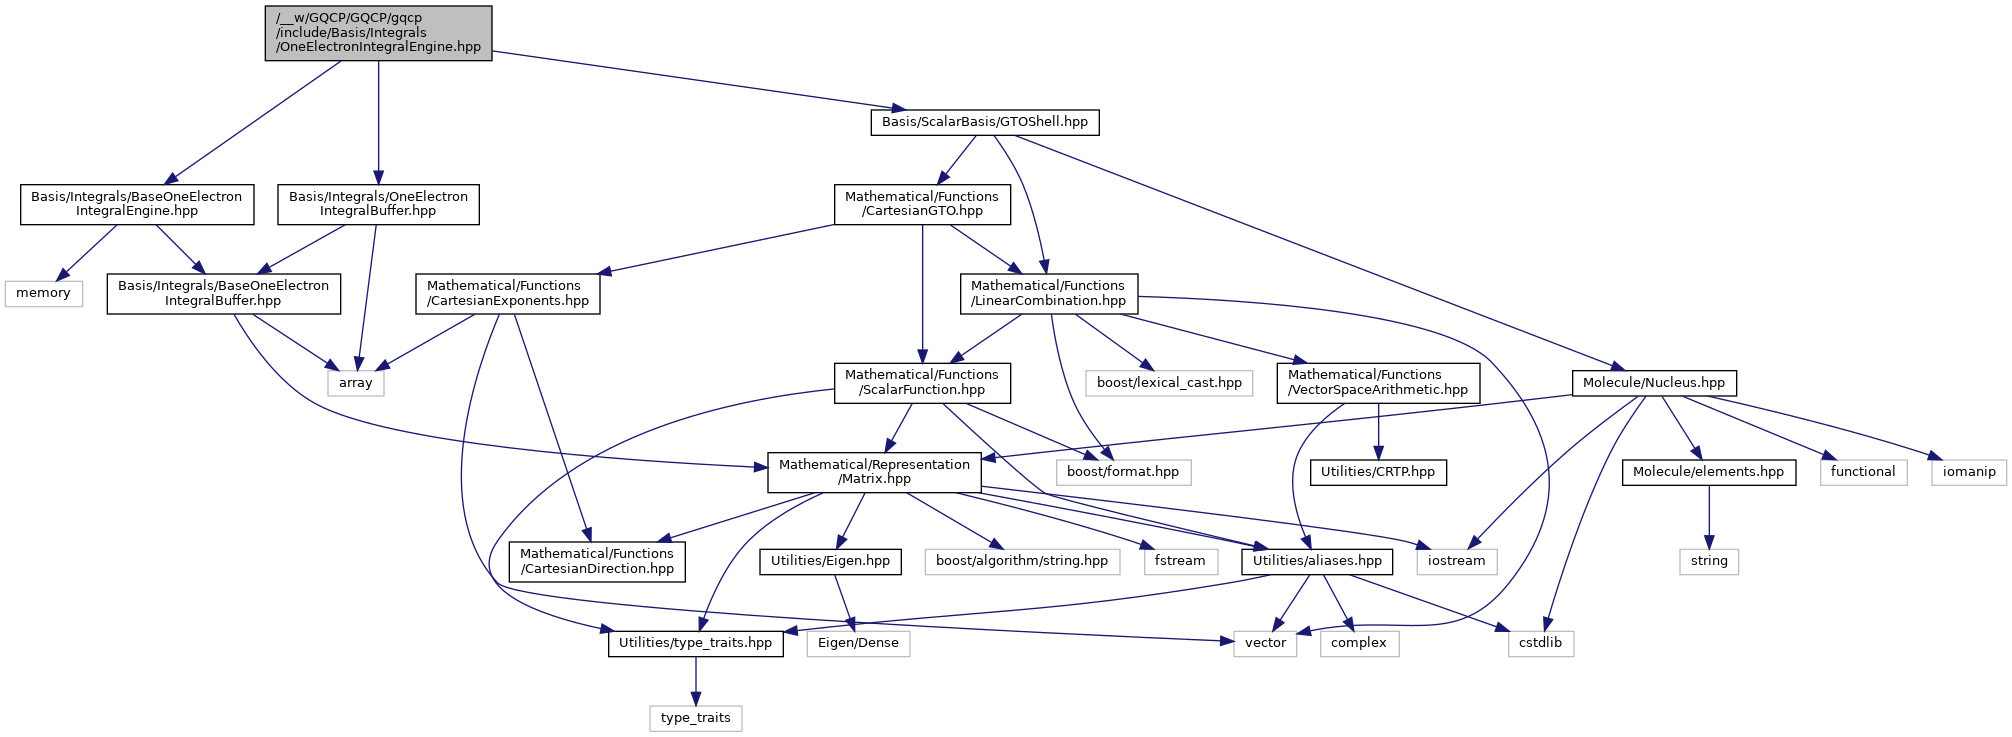 /__w/GQCP/GQCP/gqcp
/include/Basis/Integrals
/OneElectronIntegralEngine.hpp
Basis/ScalarBasis/GTOShell.hpp
Basis/Integrals/BaseOneElectron
IntegralEngine.hpp
Basis/Integrals/OneElectron
IntegralBuffer.hpp
Mathematical/Functions
/CartesianGTO.hpp
memory
Basis/Integrals/BaseOneElectron
IntegralBuffer.hpp
Mathematical/Functions
/CartesianExponents.hpp
Mathematical/Functions
/LinearCombination.hpp
array
Mathematical/Functions
/ScalarFunction.hpp
boost/lexical_cast.hpp
Mathematical/Functions
/VectorSpaceArithmetic.hpp
Molecule/Nucleus.hpp
Mathematical/Representation
/Matrix.hpp
boost/format.hpp
Utilities/CRTP.hpp
Molecule/elements.hpp
functional
iomanip
Mathematical/Functions
/CartesianDirection.hpp
Utilities/Eigen.hpp
boost/algorithm/string.hpp
fstream
Utilities/aliases.hpp
iostream
string
Utilities/type_traits.hpp
Eigen/Dense
vector
complex
cstdlib
type_traits